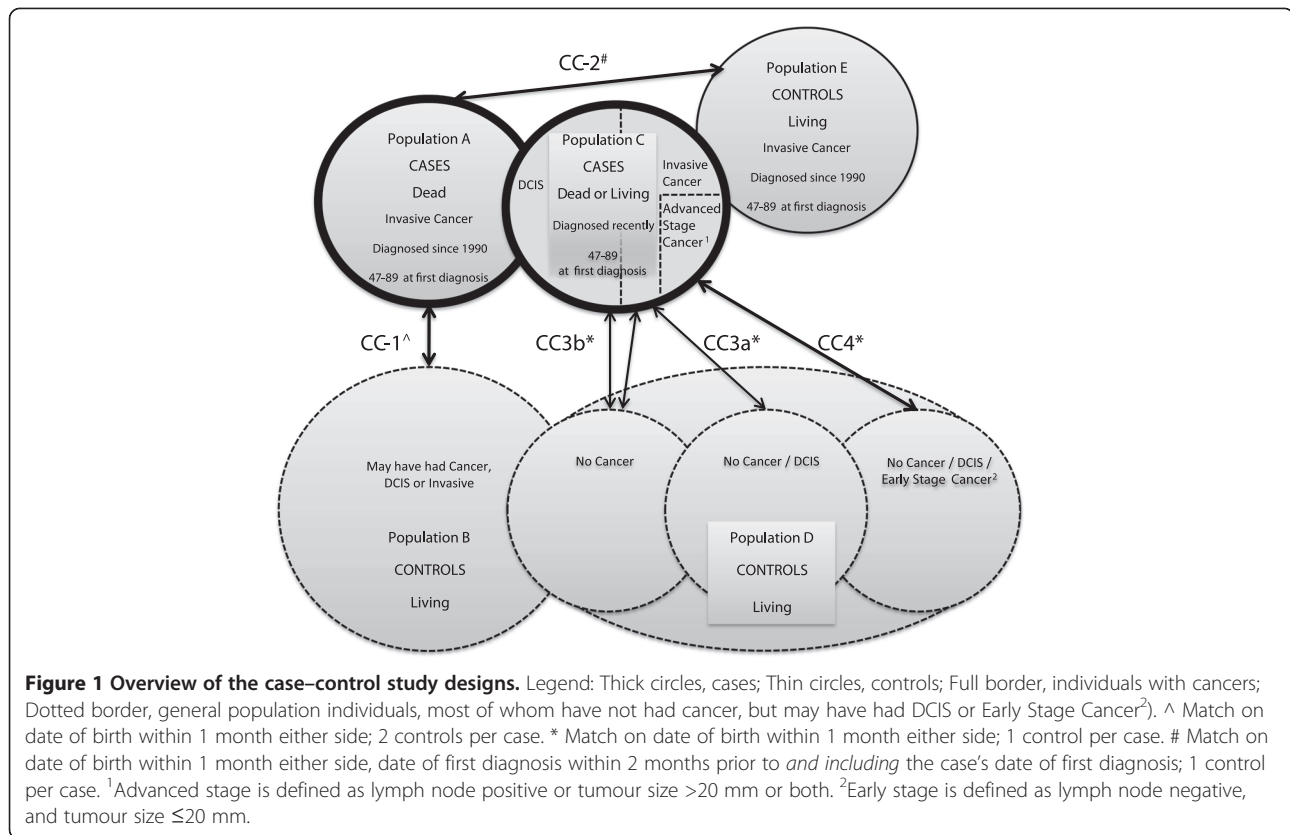 CC-2#
Population A
CASES
Dead
Invasive Cancer
Diagnosed since 1990
47-89 at first diagnosis
DCIS
Population C
CASES
Dead or Living
Diagnosed recently
47-89
at first diagnosis
Invasive
Cancer
Advanced
Stage
Cancer1
Population E
CONTROLS
Living
Invasive Cancer
Diagnosed since 1990
47-89 at first diagnosis
CC-1^
CC3b*
CC3a*
CC4*
May have had Cancer,
DCIS or Invasive
Population B
CONTROLS
Living
No Cancer
No Cancer / DCIS
Population D
CONTROLS
Living
No Cancer / DCIS /
Early Stage Cancer2
Figure 1 Overview of the case–control study designs. Legend: Thick circles, cases; Thin circles, controls; Full border, individuals with cancers;
Dotted border, general population individuals, most of whom have not had cancer, but may have had DCIS or Early Stage Cancer2). ^ Match on
date of birth within 1 month either side; 2 controls per case. * Match on date of birth within 1 month either side; 1 control per case. # Match on
date of birth within 1 month either side, date of first diagnosis within 2 months prior to and including the case's date of first diagnosis; 1 control
per case. 1Advanced stage is defined as lymph node positive or tumour size >20 mm or both. 2Early stage is defined as lymph node negative,
and tumour size ≤20 mm.